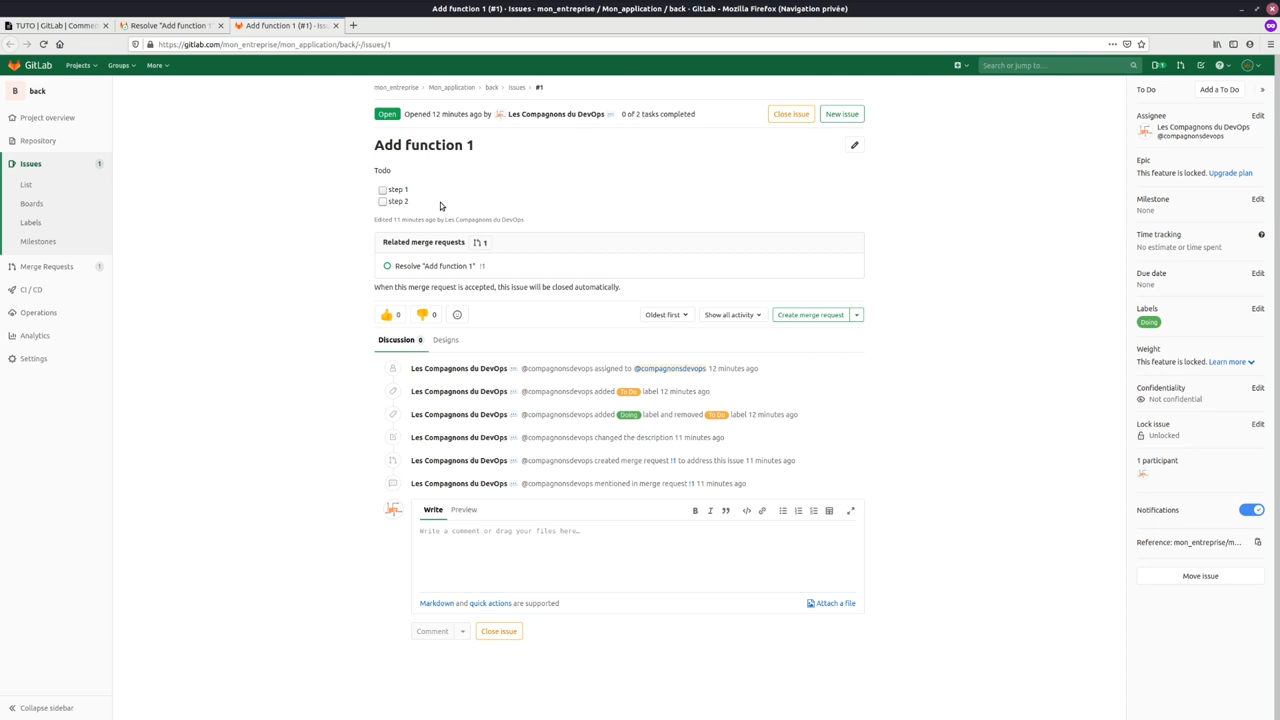 Add function 1 (#1) · Issues · mon_entreprise / Mon_application / back · GitLab - Mozilla Firefox (Navigation privée)
TUTO | GitLab | Commen
Resolve "Add function 1"
Add function 1 (#1) · Issu
https://gitlab.com/mon_entreprise/mon_application/back/-/issues/1
GitLab Projects Groups More Search or jump to... 1
B back
Project overview
Repository
Issues 1
List
Boards
Labels
Milestones
Merge Requests 1
CI / CD
Operations
Analytics
Settings
Collapse sidebar
mon_entreprise › Mon_application › back › Issues › #1
Open Opened 12 minutes ago by Les Compagnons du DevOps 0 of 2 tasks completed Close issue New issue
Add function 1
Todo
step 1
step 2
Edited 11 minutes ago by Les Compagnons du DevOps
Related merge requests 1
Resolve "Add function 1" !1
When this merge request is accepted, this issue will be closed automatically.
0 0 Oldest first Show all activity Create merge request
Discussion 0 Designs
Les Compagnons du DevOps @compagnonsdevops assigned to @compagnonsdevops 12 minutes ago
Les Compagnons du DevOps @compagnonsdevops added To Do label 12 minutes ago
Les Compagnons du DevOps @compagnonsdevops added Doing label and removed To Do label 12 minutes ago
Les Compagnons du DevOps @compagnonsdevops changed the description 11 minutes ago
Les Compagnons du DevOps @compagnonsdevops created merge request !1 to address this issue 11 minutes ago
Les Compagnons du DevOps @compagnonsdevops mentioned in merge request !1 11 minutes ago
Write Preview
Write a comment or drag your files here…
Markdown and quick actions are supported Attach a file
Comment Close issue
To Do Add a To Do
Assignee Edit
Les Compagnons du DevOps
@compagnonsdevops
Epic
This feature is locked. Upgrade plan
Milestone Edit
None
Time tracking
No estimate or time spent
Due date Edit
None
Labels Edit
Doing
Weight
This feature is locked. Learn more
Confidentiality Edit
Not confidential
Lock issue Edit
Unlocked
1 participant
Notifications
Reference: mon_entreprise/m...
Move issue